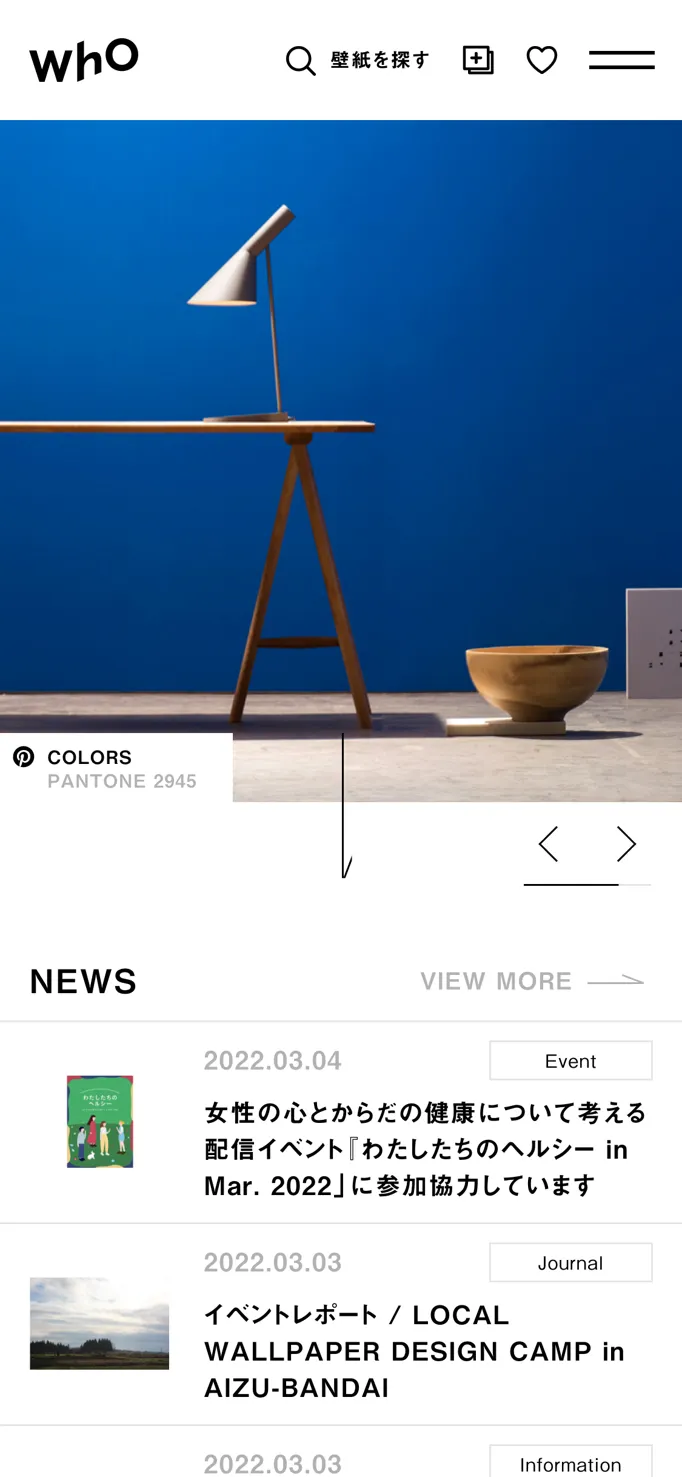 whO
壁紙を探す
COLORS
PANTONE 2945
NEWS
VIEW MORE
2022.03.04
Event
わたしたちの
ヘルシー
女性の心とからだの健康について考える
配信イベント『わたしたちのヘルシー in
Mar. 2022」に参加協力しています
2022.03.03
Journal
イベントレポート / LOCAL
WALLPAPER DESIGN CAMP in
AIZU-BANDAI
2022.03.03
Information